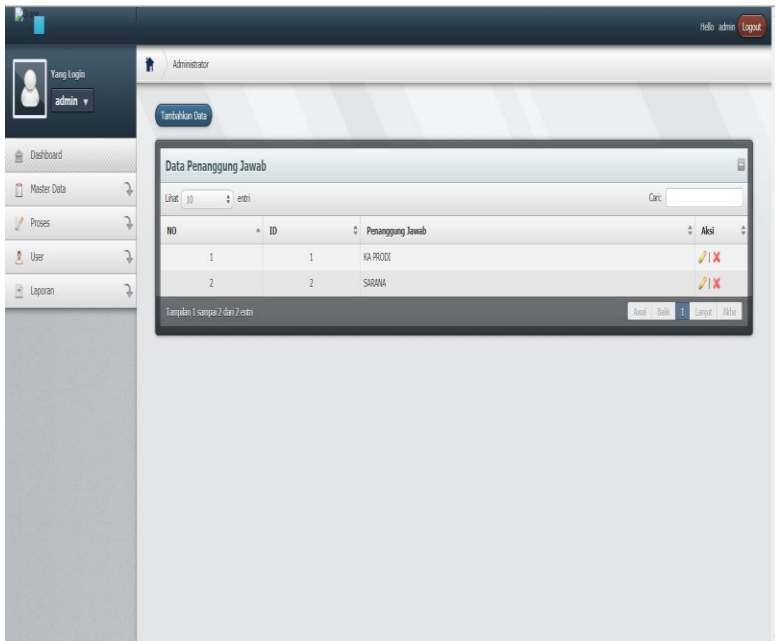 Hello admin Logout
Yang Login
admin
Administrator
Tambahkan Data
Dashboard
Master Data
Proses
User
Laporan
Data Penanggung Jawab
Lihat 10 entri
Cari:
NO ID Penanggung Jawab Aksi
1 1 KA PRODI |
2 2 SARANA |
Tampilan 1 sampai 2 dari 2 entri
Awal Balik 1 Lanjut Akhir